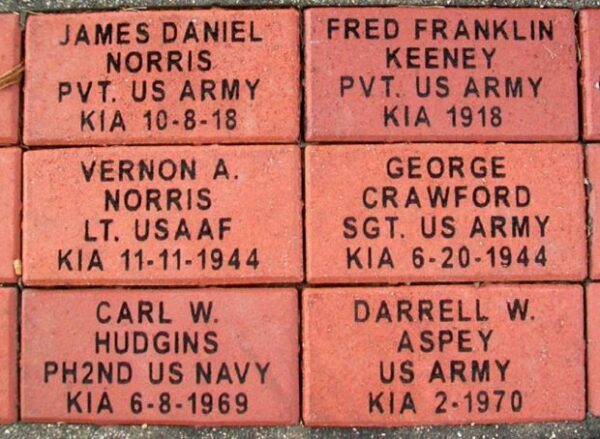 JAMES DANIEL
NORRIS
PVT. US ARMY
KIA 10-8-18
FRED FRANKLIN
KEENEY
PVT. US ARMY
KIA 1918
VERNON A.
NORRIS
LT. USAAF
KIA 11-11-1944
GEORGE
CRAWFORD
SGT. US ARMY
KIA 6-20-1944
CARL W.
HUDGINS
PH2ND US NAVY
KIA 6-8-1969
DARRELL W.
ASPEY
US ARMY
KIA 2-1970